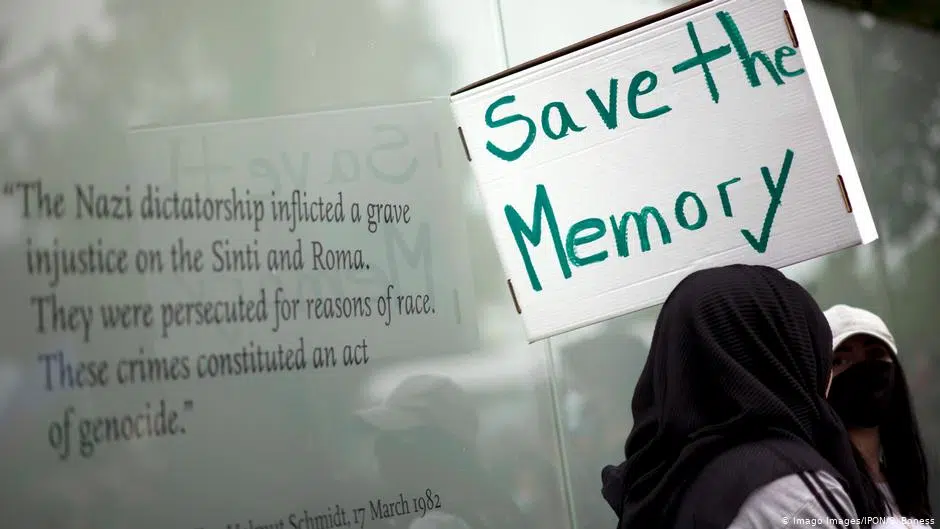 “The Nazi dictatorship inflicted a grave
injustice on the Sinti and Roma.
They were persecuted for reasons of race.
These crimes constituted an act
of genocide.”
Helmut Schmidt, 17 March 1982
Save the
Memory
© Imago Images/IPON/S. Boness